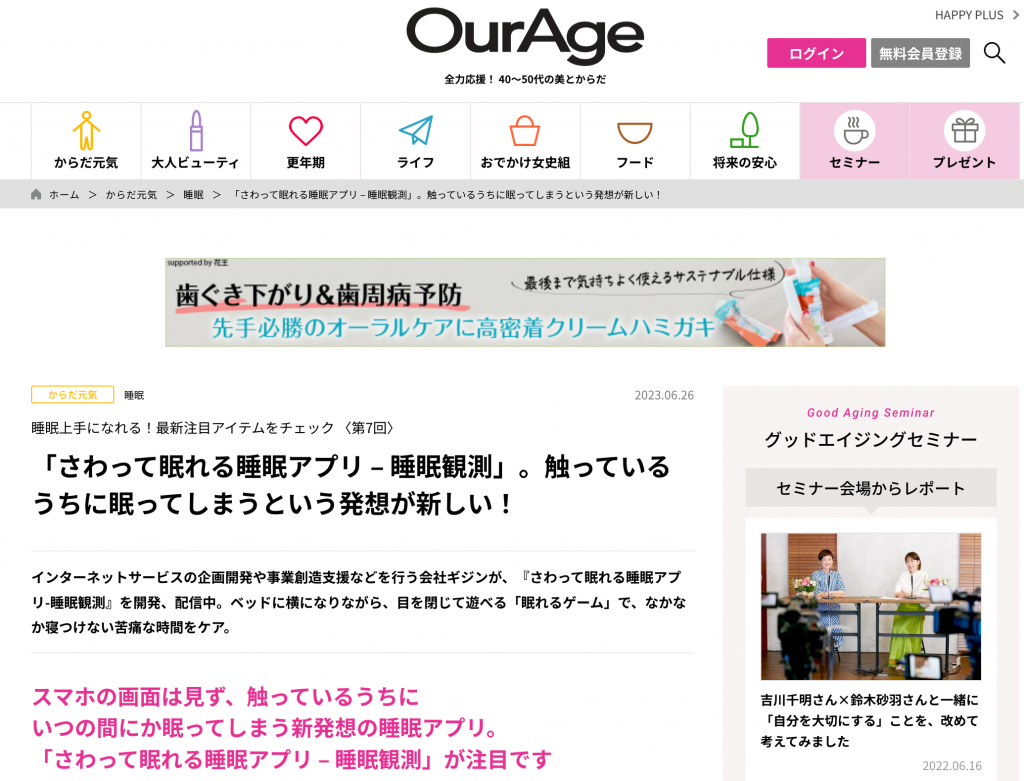 HAPPY PLUS
OurAge
全力応援！ 40〜50代の美とからだ
ログイン
無料会員登録
からだ元気
大人ビューティ
更年期
ライフ
おでかけ女史組
フード
将来の安心
セミナー
プレゼント
ホーム ＞ からだ元気 ＞ 睡眠 ＞ 「さわって眠れる睡眠アプリ – 睡眠観測」。触っているうちに眠ってしまうという発想が新しい！
supported by 花王
歯ぐき下がり&歯周病予防
最後まで気持ちよく使えるサステナブル仕様
先手必勝のオーラルケアに高密着クリームハミガキ
からだ元気
睡眠
2023.06.26
睡眠上手になれる！最新注目アイテムをチェック 〈第7回〉
「さわって眠れる睡眠アプリ – 睡眠観測」。触っている
うちに眠ってしまうという発想が新しい！
インターネットサービスの企画開発や事業創造支援などを行う会社ギジンが、『さわって眠れる睡眠アプ
リ-睡眠観測』を開発、配信中。ベッドに横になりながら、目を閉じて遊べる「眠れるゲーム」で、なかな
か寝つけない苦痛な時間をケア。
スマホの画面は見ず、触っているうちに
いつの間にか眠ってしまう新発想の睡眠アプリ。
「さわって眠れる睡眠アプリ – 睡眠観測」が注目です
Good Aging Seminar
グッドエイジングセミナー
セミナー会場からレポート
吉川千明さん×鈴木砂羽さんと一緒に
「自分を大切にする」ことを、改めて
考えてみました
2022.06.16